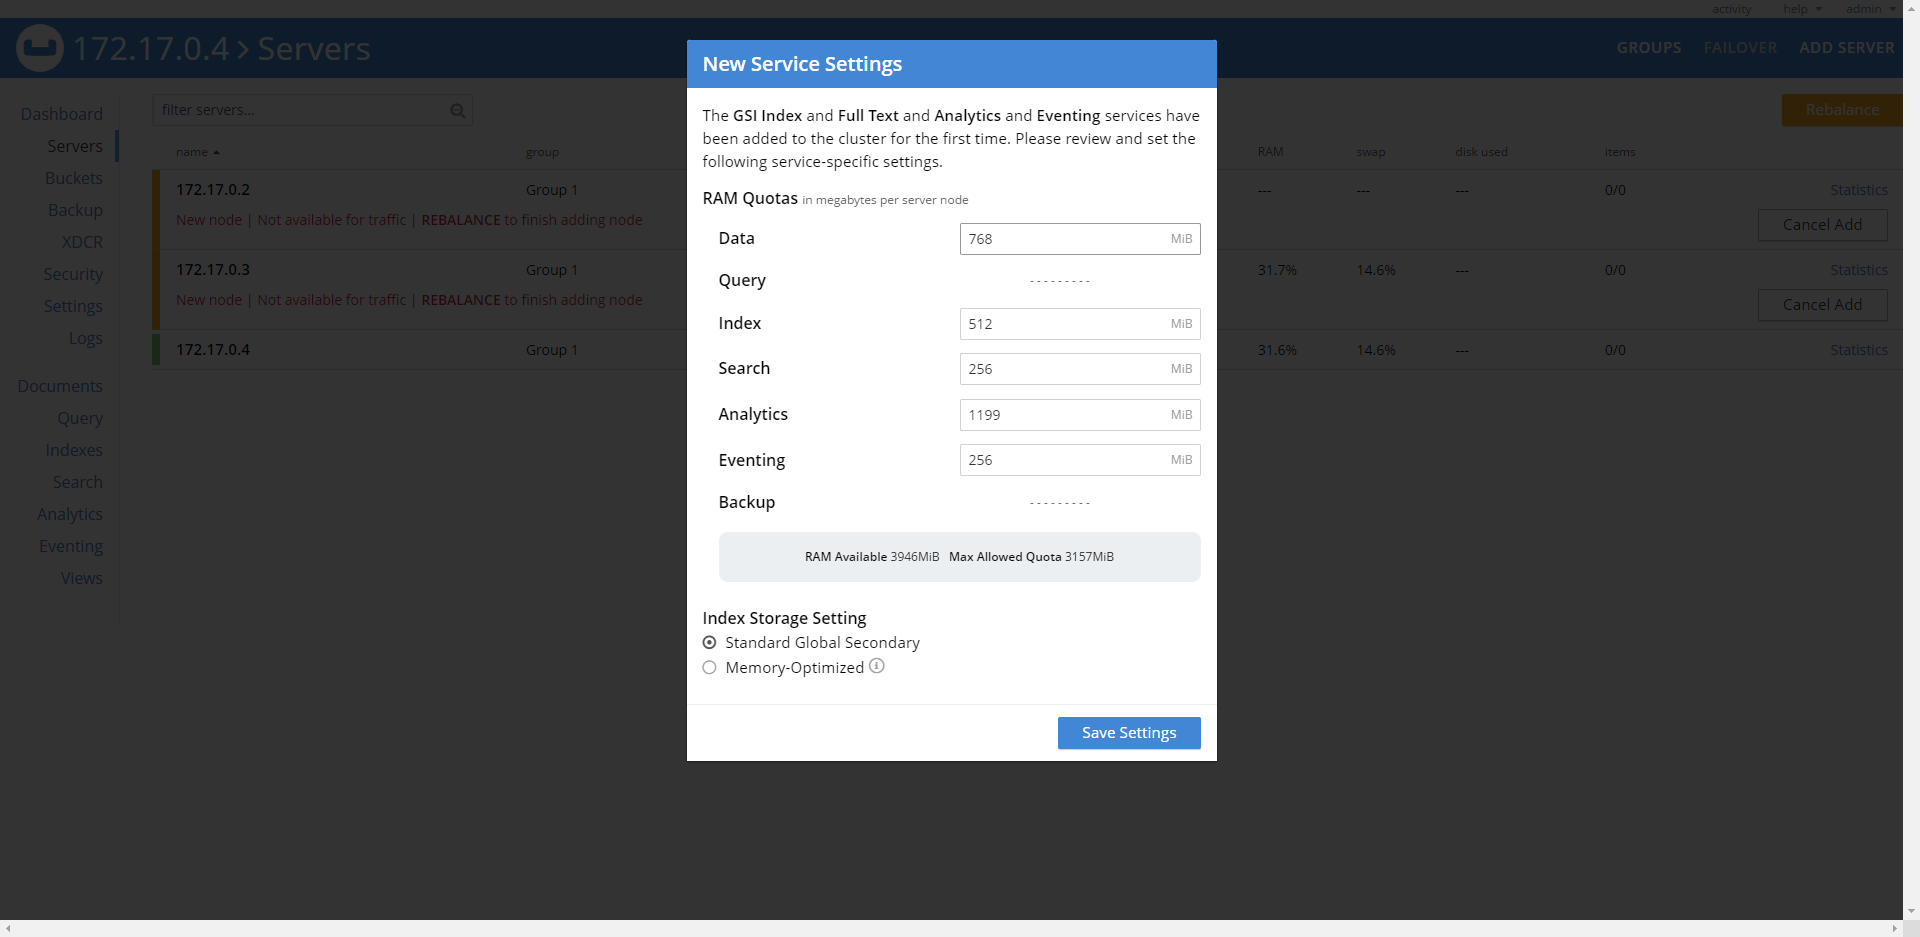 activity help admin
172.17.0.4 > Servers
GROUPS FAILOVER ADD SERVER
New Service Settings
Dashboard
Servers
Buckets
Backup
XDCR
Security
Settings
Logs
Documents
Query
Indexes
Search
Analytics
Eventing
Views
filter servers...
Rebalance
name group RAM swap disk used items
172.17.0.2 Group 1 --- --- --- 0/0 Statistics
New node | Not available for traffic | REBALANCE to finish adding node Cancel Add
172.17.0.3 Group 1 31.7% 14.6% --- 0/0 Statistics
New node | Not available for traffic | REBALANCE to finish adding node Cancel Add
172.17.0.4 Group 1 31.6% 14.6% --- 0/0 Statistics
The GSI Index and Full Text and Analytics and Eventing services have
been added to the cluster for the first time. Please review and set the
following service-specific settings.
RAM Quotas in megabytes per server node
Data 768 MiB
Query ---------
Index 512 MiB
Search 256 MiB
Analytics 1199 MiB
Eventing 256 MiB
Backup ---------
RAM Available 3946MiB Max Allowed Quota 3157MiB
Index Storage Setting
Standard Global Secondary
Memory-Optimized
Save Settings